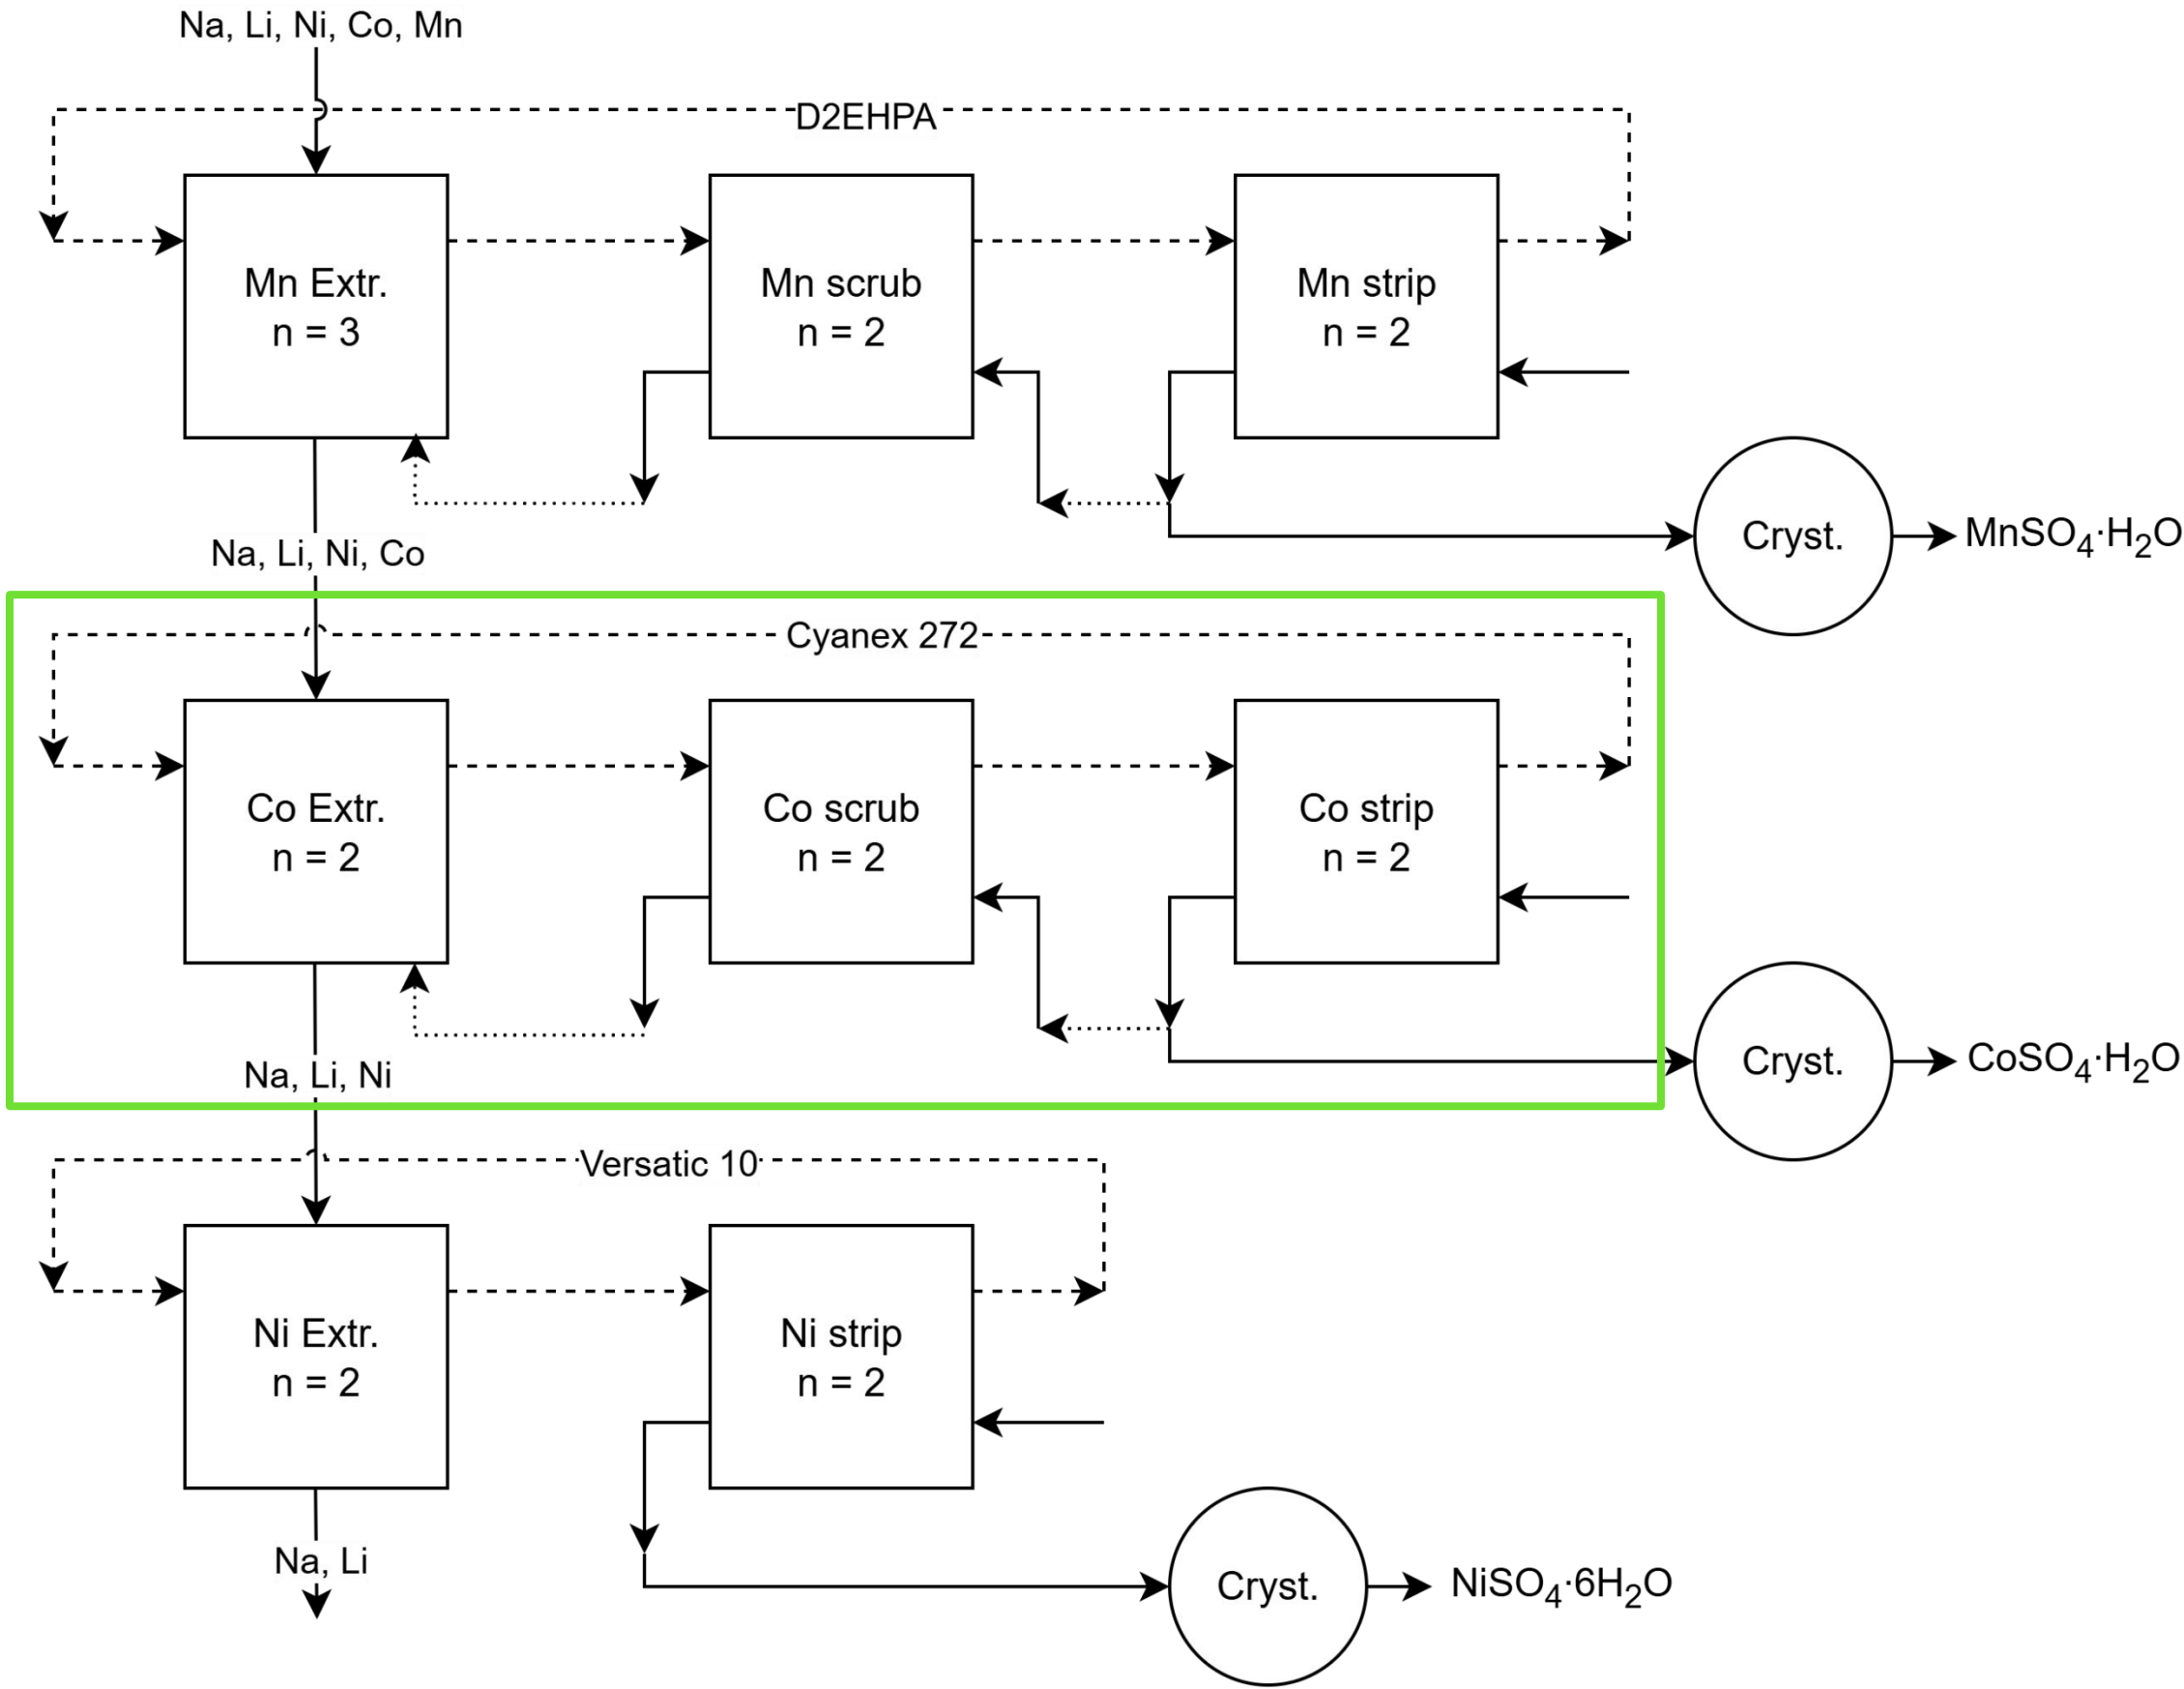 Na, Li, Ni, Co, Mn
D2EHPA
Mn Extr.
n = 3
Mn scrub
n = 2
Mn strip
n = 2
Cryst.
MnSO₄·H₂O
Na, Li, Ni, Co
Cyanex 272
Co Extr.
n = 2
Co scrub
n = 2
Co strip
n = 2
Cryst.
CoSO₄·H₂O
Na, Li, Ni
Versatic 10
Ni Extr.
n = 2
Ni strip
n = 2
Na, Li
Cryst.
NiSO₄·6H₂O